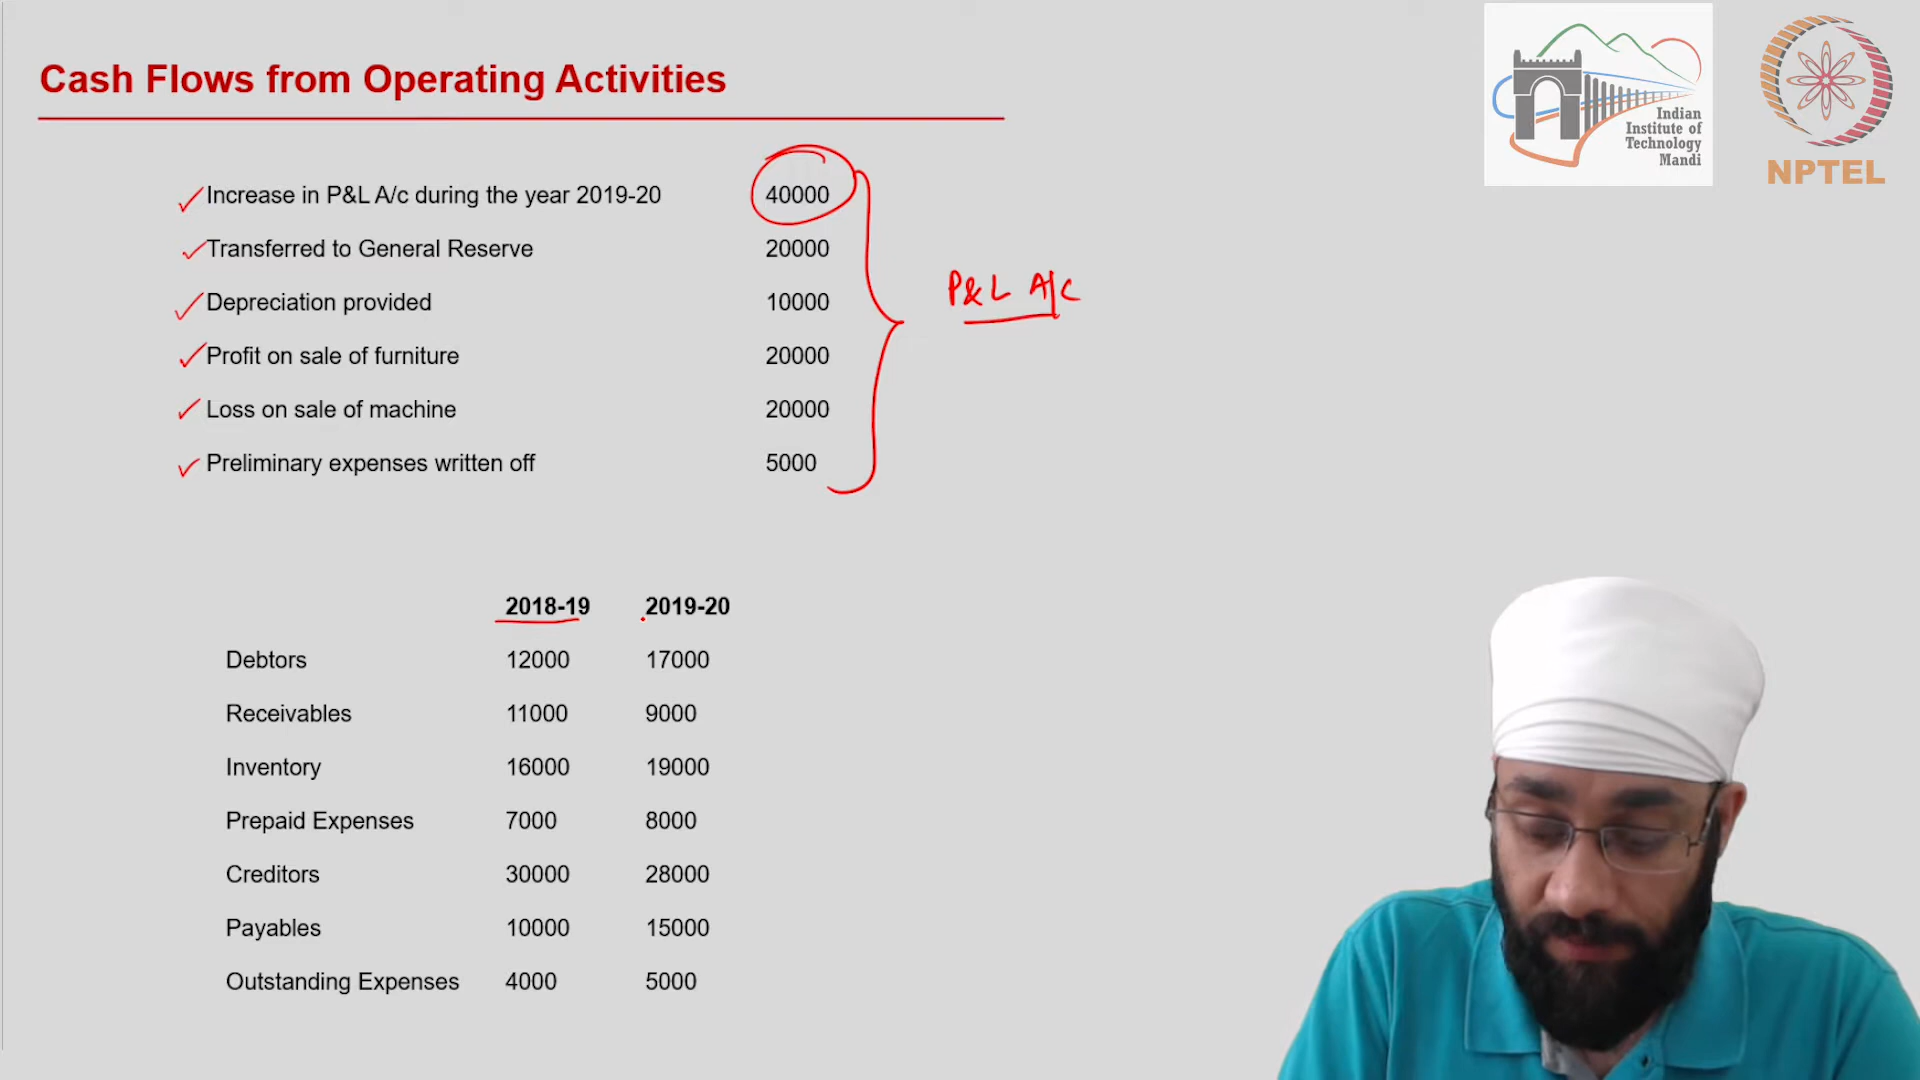 Cash Flows from Operating Activities
Indian
Institute of
Technology
Mandi
NPTEL
Increase in P&L A/c during the year 2019-20 40000
Transferred to General Reserve 20000
Depreciation provided 10000
Profit on sale of furniture 20000
Loss on sale of machine 20000
Preliminary expenses written off 5000
P&L A/C
2018-19 2019-20
Debtors 12000 17000
Receivables 11000 9000
Inventory 16000 19000
Prepaid Expenses 7000 8000
Creditors 30000 28000
Payables 10000 15000
Outstanding Expenses 4000 5000